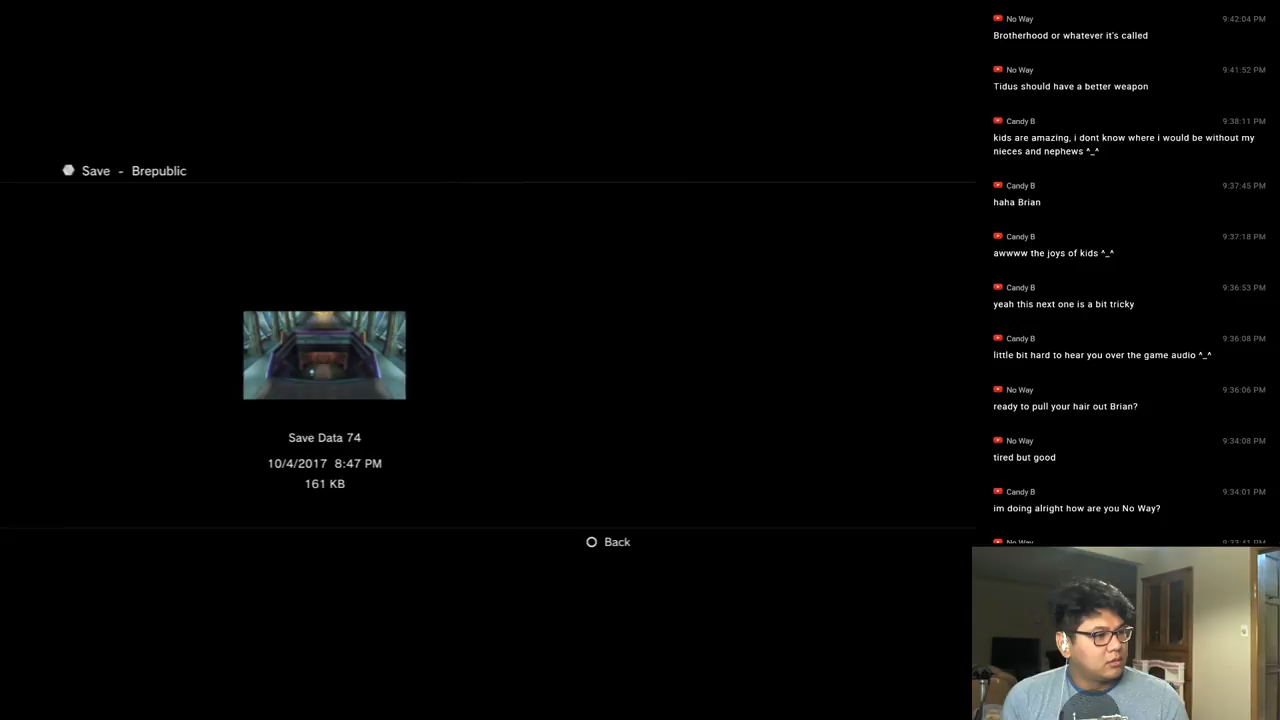 Save - Brepublic
Save Data 74
10/4/2017 8:47 PM
161 KB
Back
No Way 9:42:04 PM
Brotherhood or whatever it's called
No Way 9:41:52 PM
Tidus should have a better weapon
Candy B 9:38:11 PM
kids are amazing, i dont know where i would be without my
nieces and nephews ^_^
Candy B 9:37:45 PM
haha Brian
Candy B 9:37:18 PM
awwww the joys of kids ^_^
Candy B 9:36:53 PM
yeah this next one is a bit tricky
Candy B 9:36:08 PM
little bit hard to hear you over the game audio ^_^
No Way 9:36:06 PM
ready to pull your hair out Brian?
No Way 9:34:08 PM
tired but good
Candy B 9:34:01 PM
im doing alright how are you No Way?
No Way 9:33:41 PM